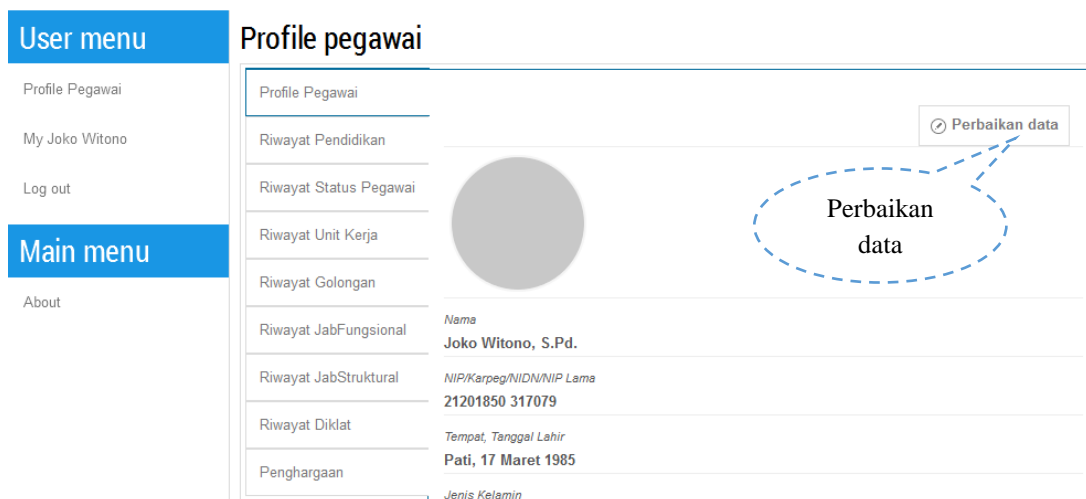 User menu
Profile Pegawai
My Joko Witono
Log out
Main menu
About
Profile pegawai
Profile Pegawai
Riwayat Pendidikan
Riwayat Status Pegawai
Riwayat Unit Kerja
Riwayat Golongan
Riwayat JabFungsional
Riwayat JabStruktural
Riwayat Diklat
Penghargaan
Perbaikan data
Perbaikan
data
Nama
Joko Witono, S.Pd.
NIP/Karpeg/NIDN/NIP Lama
21201850 317079
Tempat, Tanggal Lahir
Pati, 17 Maret 1985
Jenis Kelamin